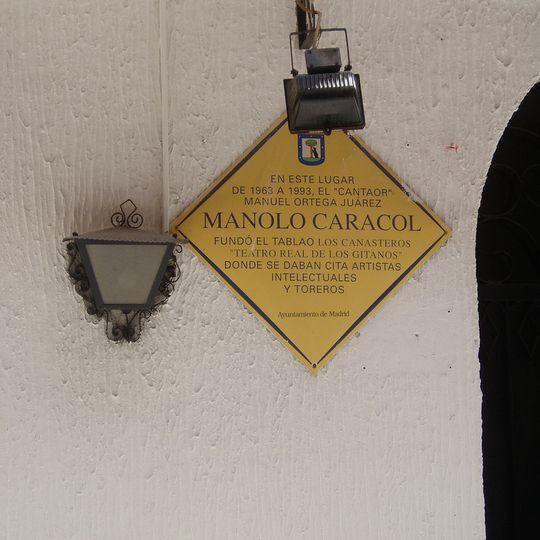 EN ESTE LUGAR
DE 1963 A 1993, EL "CANTAOR"
MANUEL ORTEGA JUÁREZ
MANOLO CARACOL
FUNDÓ EL TABLAO LOS CANASTEROS
"TEATRO REAL DE LOS GITANOS"
DONDE SE DABAN CITA ARTISTAS
INTELECTUALES
Y TOREROS
Ayuntamiento de Madrid